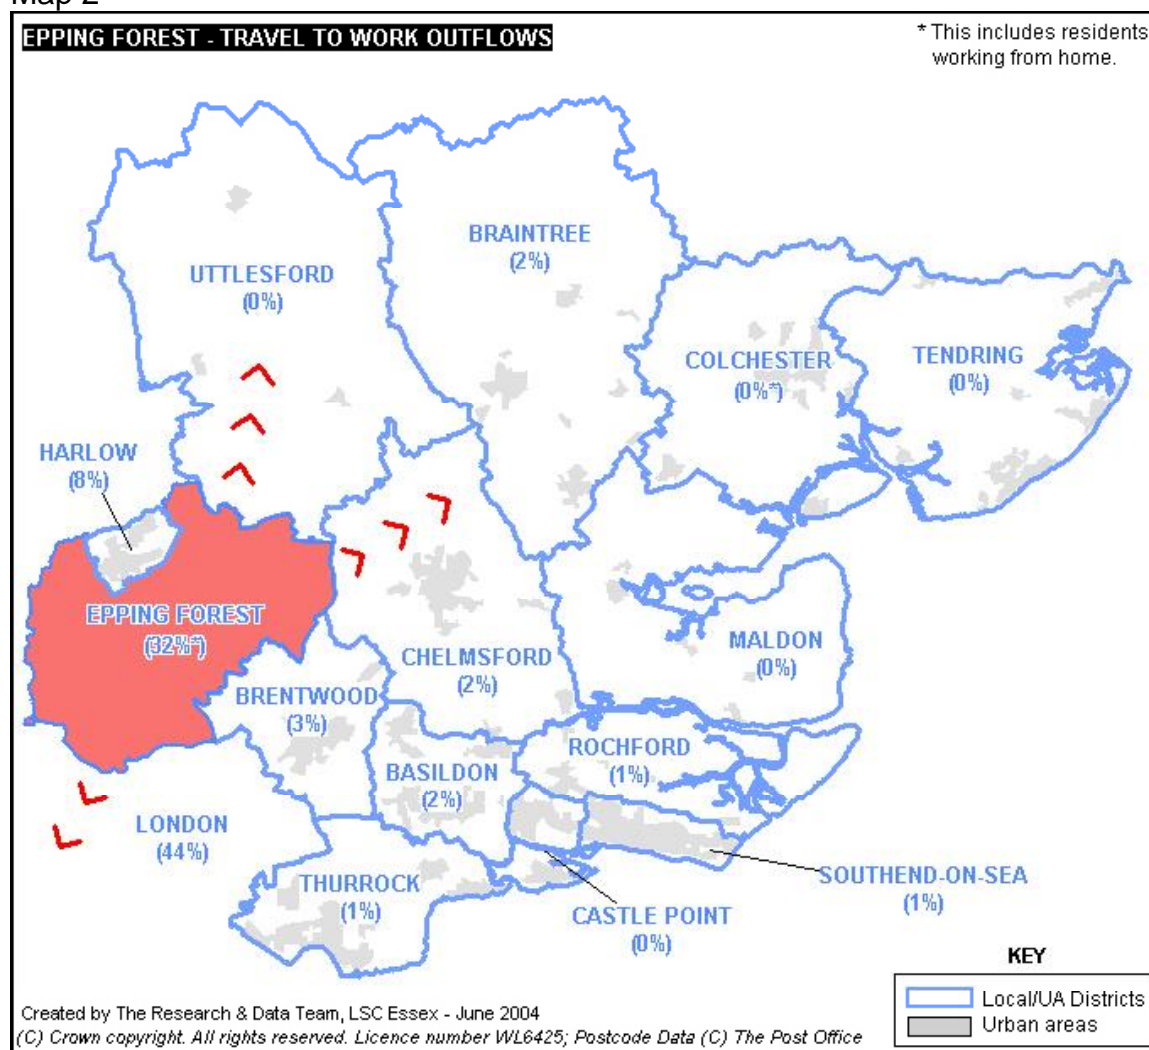 Map 2
EPPING FOREST - TRAVEL TO WORK OUTFLOWS
* This includes residents
working from home.
BRAINTREE
(2%)
UTTLESFORD
(0%)
COLCHESTER
(0%*)
TENDRING
(0%)
HARLOW
(8%)
EPPING FOREST
(32%*)
MALDON
(0%)
CHELMSFORD
(2%)
BRENTWOOD
(3%)
ROCHFORD
(1%)
BASILDON
(2%)
LONDON
(44%)
THURROCK
(1%)
SOUTHEND-ON-SEA
(1%)
CASTLE POINT
(0%)
KEY
Local/UA Districts
Urban areas
Created by The Research & Data Team, LSC Essex - June 2004
(C) Crown copyright. All rights reserved. Licence number WL6425; Postcode Data (C) The Post Office